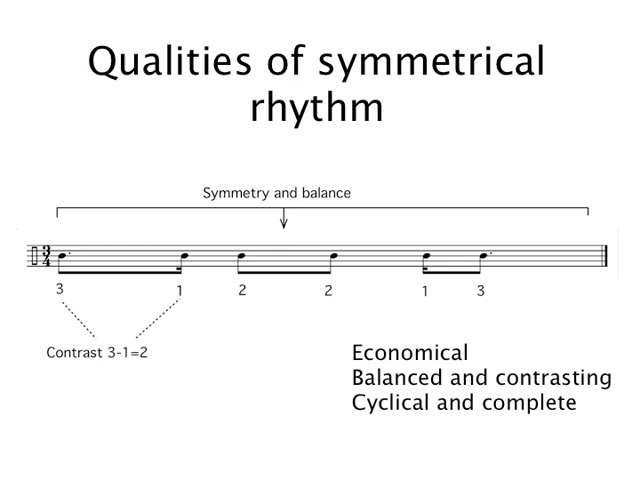 Qualities of symmetrical
rhythm
Symmetry and balance
3
4
3 1 2 2 1 3
Contrast 3-1=2
Economical
Balanced and contrasting
Cyclical and complete